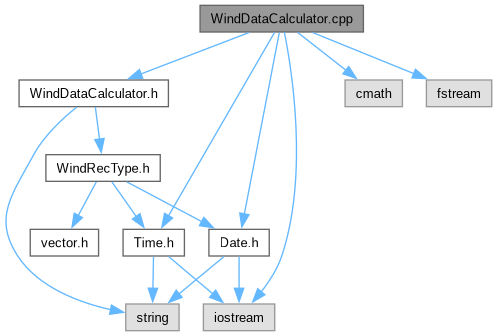 WindDataCalculator.cpp
WindDataCalculator.h
cmath
fstream
WindRecType.h
vector.h
Time.h
Date.h
string
iostream